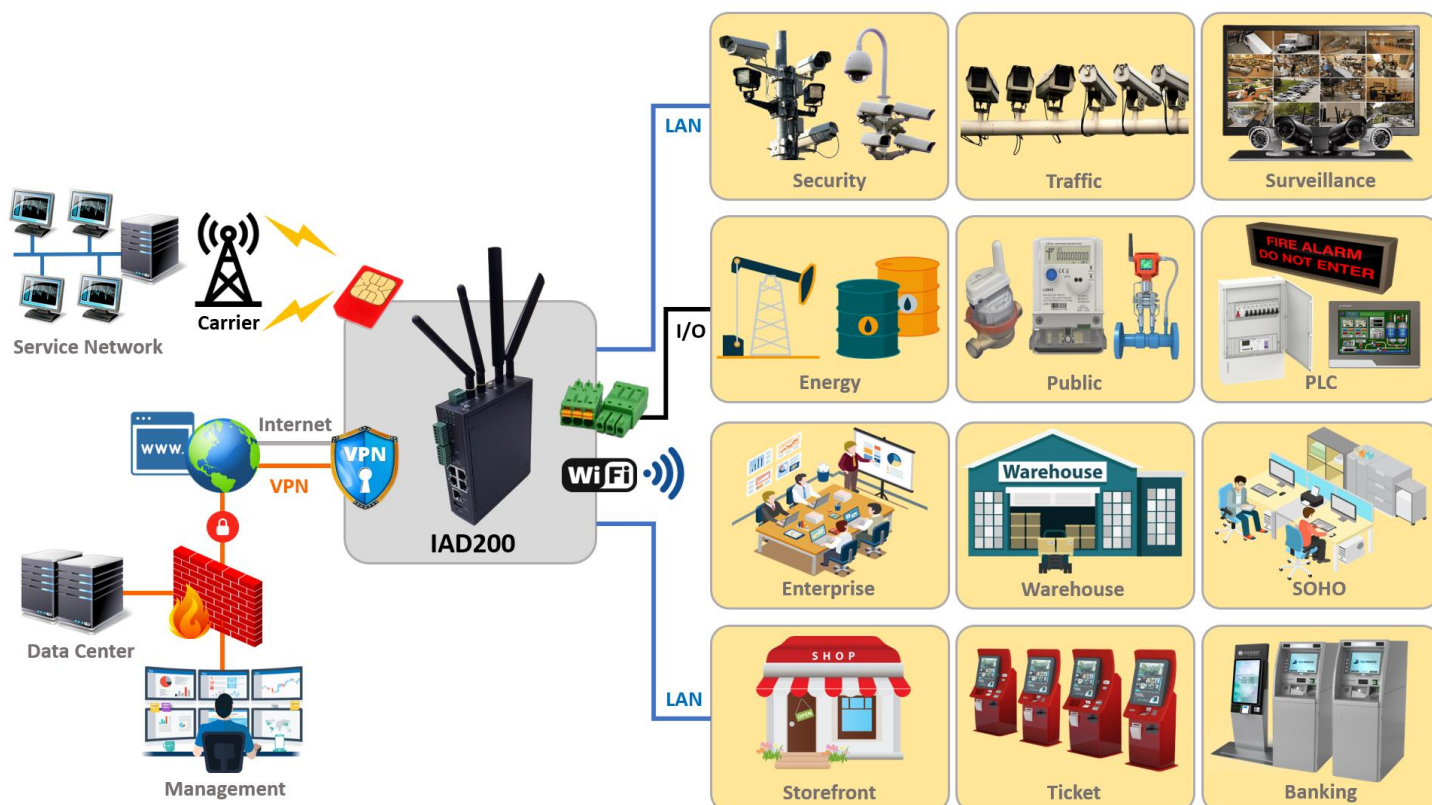 LAN
Security
Traffic
Surveillance
Service Network
Carrier
I/O
Energy
Public
FIRE ALARM
DO NOT ENTER
PLC
WWW.
Internet
VPN
VPN
IAD200
WiFi
Enterprise
Warehouse
Warehouse
SOHO
Data Center
Management
LAN
SHOP
OPEN
Storefront
Ticket
Banking